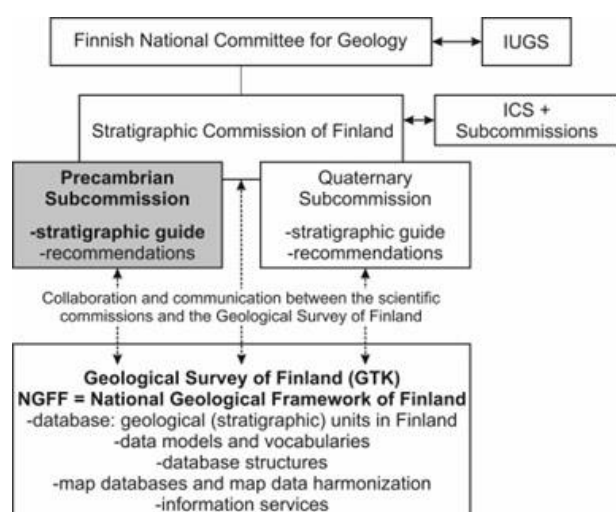 Finnish National Committee for Geology
IUGS
Stratigraphic Commission of Finland
ICS +
Subcommissions
Precambrian
Subcommission
-stratigraphic guide
-recommendations
Quaternary
Subcommission
-stratigraphic guide
-recommendations
Collaboration and communication between the scientific
commissions and the Geological Survey of Finland
Geological Survey of Finland (GTK)
NGFF = National Geological Framework of Finland
-database: geological (stratigraphic) units in Finland
-data models and vocabularies
-database structures
-map databases and map data harmonization
-information services